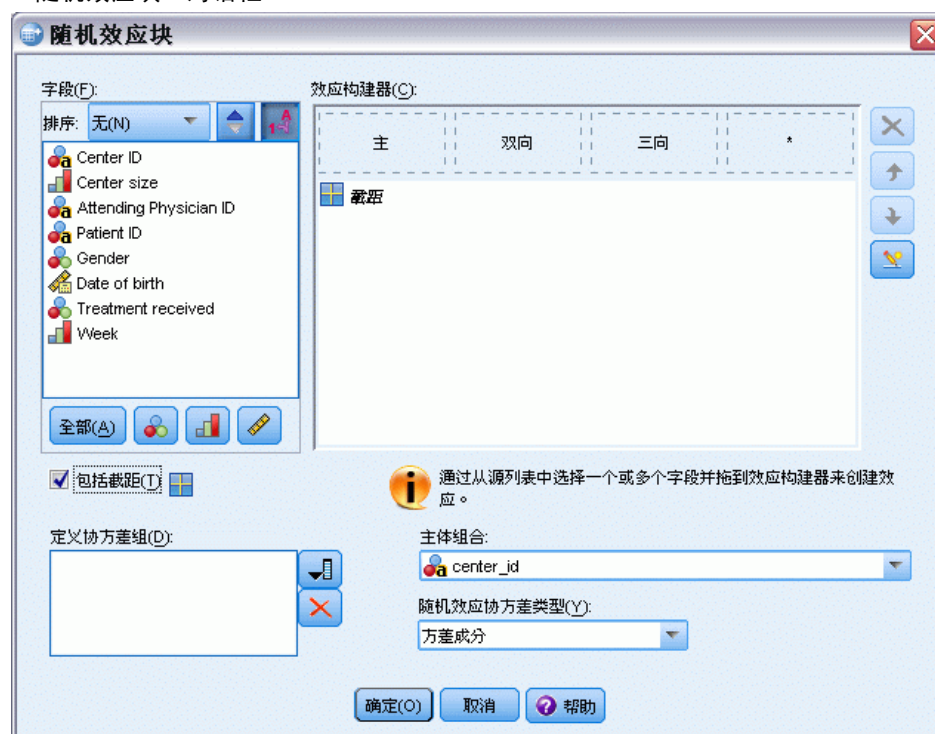 随机效应块
字段(F):
排序: 无(N)
Center ID
Center size
Attending Physician ID
Patient ID
Gender
Date of birth
Treatment received
Week
全部(A)
效应构建器(C):
主 双向 三向 *
截距
包括截距(T)
通过从源列表中选择一个或多个字段并拖到效应构建器来创建效
应。
定义协方差组(D):
主体组合:
center_id
随机效应协方差类型(Y):
方差成分
确定(O) 取消 帮助